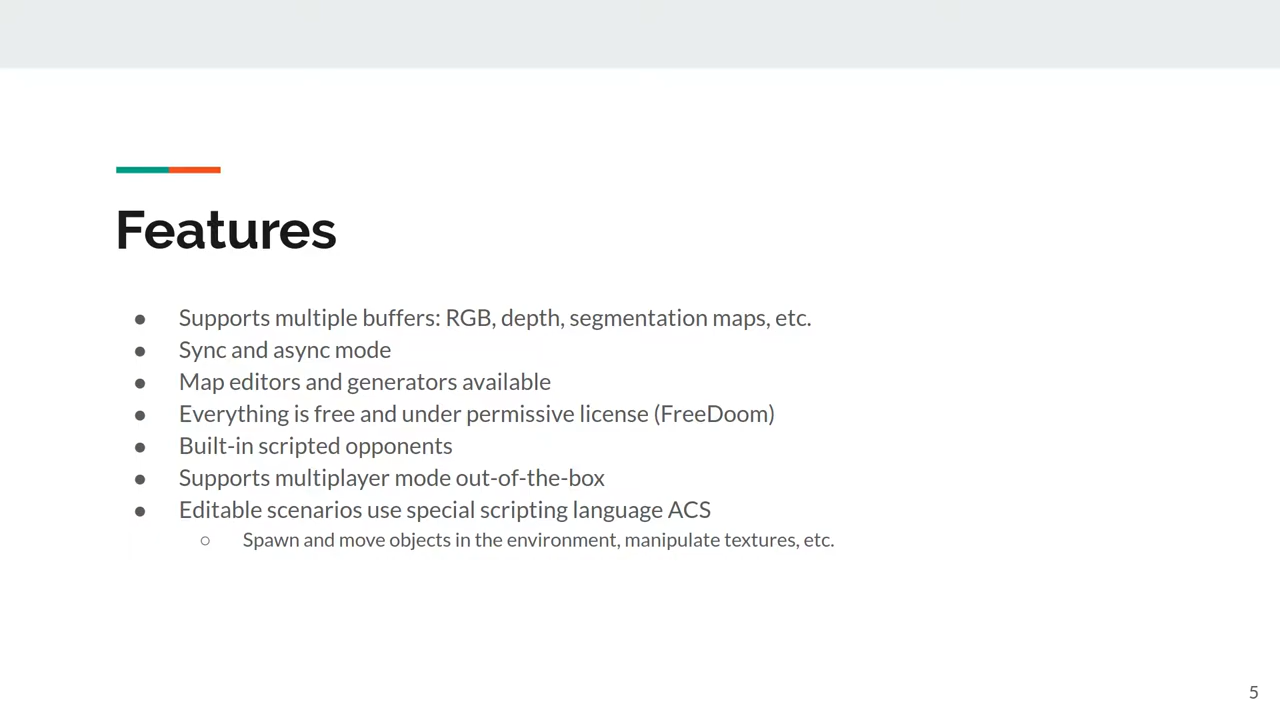 Features
● Supports multiple buffers: RGB, depth, segmentation maps, etc.
● Sync and async mode
● Map editors and generators available
● Everything is free and under permissive license (FreeDoom)
● Built-in scripted opponents
● Supports multiplayer mode out-of-the-box
● Editable scenarios use special scripting language ACS
○ Spawn and move objects in the environment, manipulate textures, etc.
5